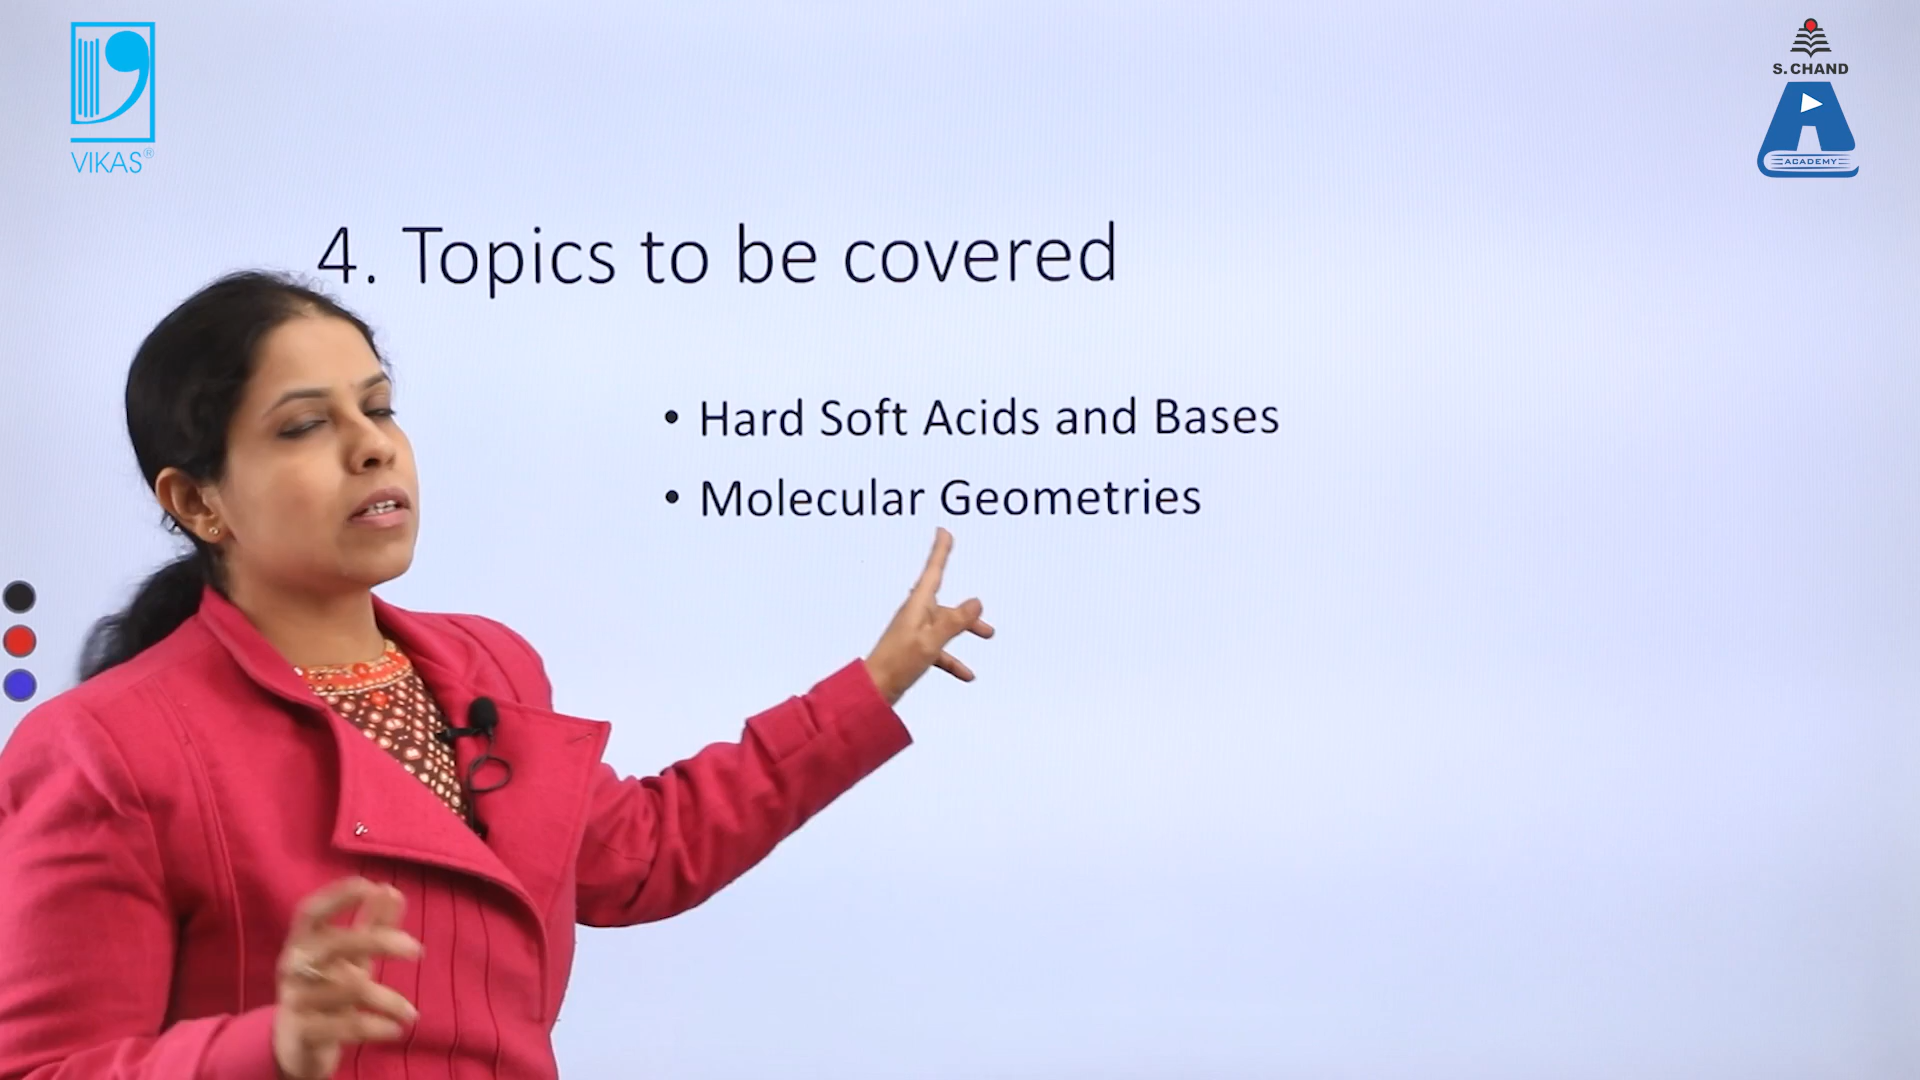 VIKAS®
S. CHAND
ACADEMY
4. Topics to be covered
• Hard Soft Acids and Bases
• Molecular Geometries